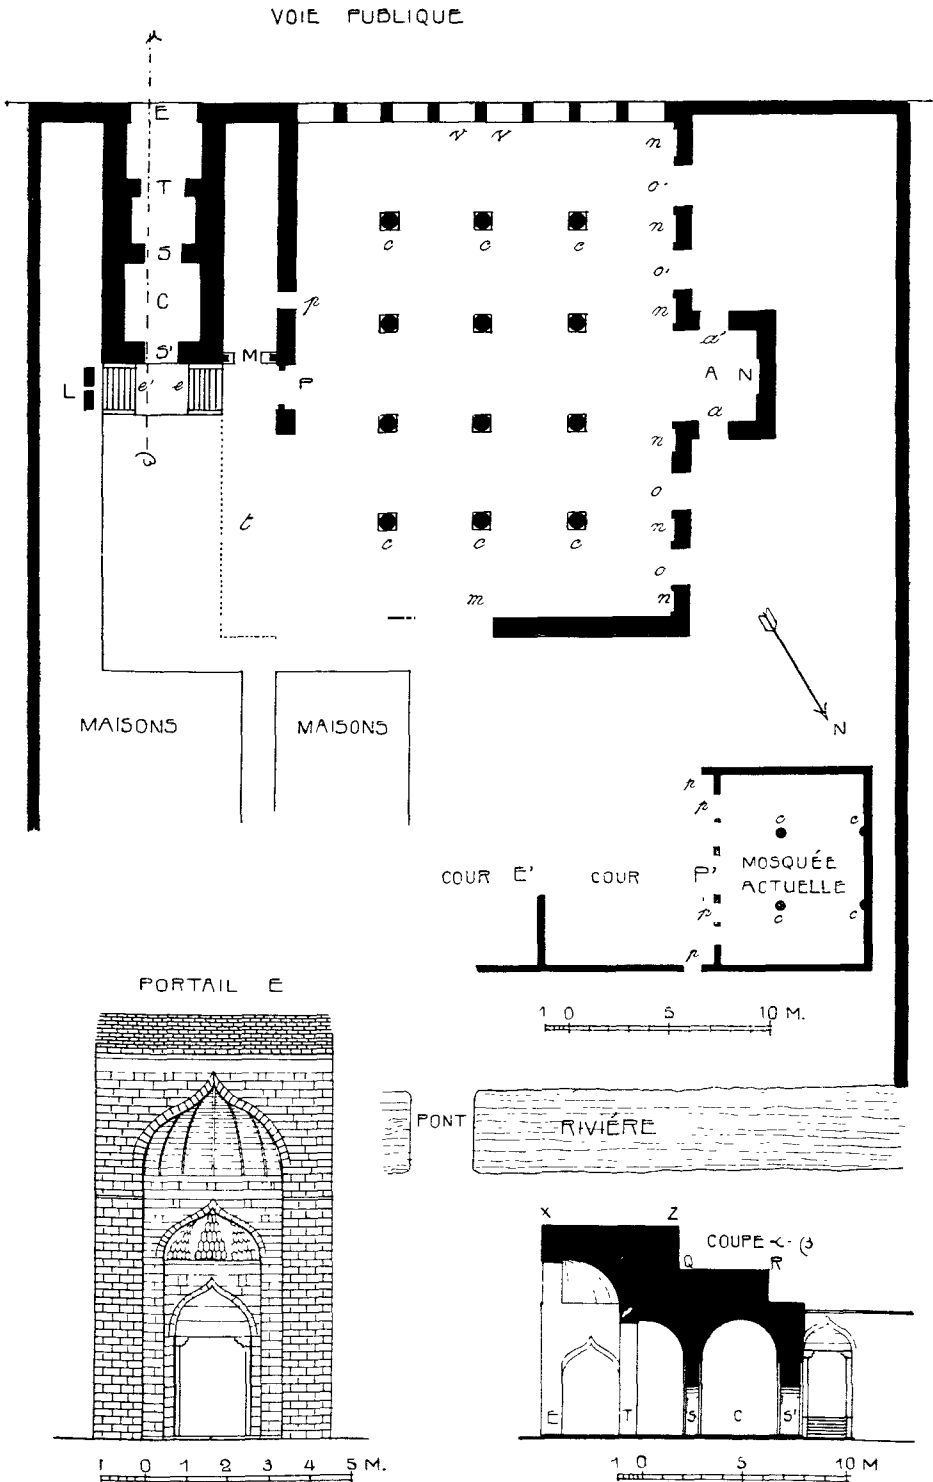 VOIE PUBLIQUE
α
E
v v
n
T
o'
n
S
c c c
o'
C
p
n
a'
S' M
L e' e P A N
a
β
n
o
t
n
c c c
o
m n
MAISONS MAISONS
N
p
p
c c
COUR E' COUR P' MOSQUÉE
ACTUELLE
p
c c
p
PORTAIL E
1 0 5 10 M.
PONT RIVIÉRE
X Z
COUPE α-β
Q R
E T S C S'
1 0 1 2 3 4 5 M.
1 0 5 10 M